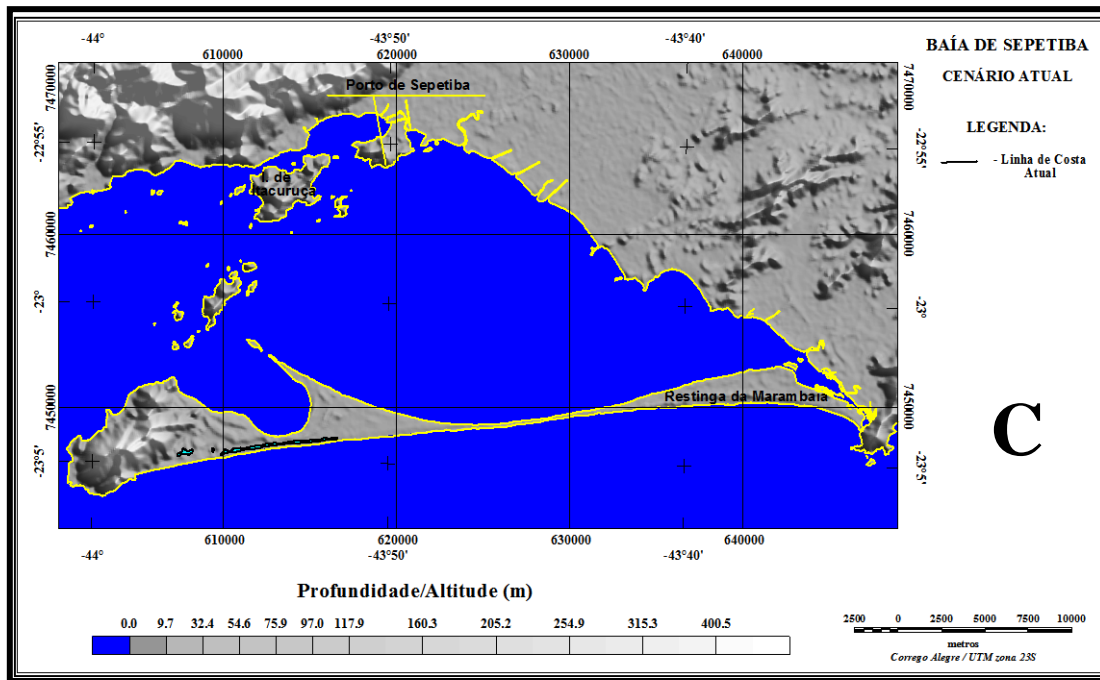 -44°
-43°50'
-43°40'
610000
620000
630000
640000
BAÍA DE SEPETIBA
CENÁRIO ATUAL
LEGENDA:
- Linha de Costa
Atual
7470000
7470000
-22°55'
-22°55'
Porto de Sepetiba
I. de
Itacuruça
7460000
7460000
-23°
-23°
Restinga da Marambaia
7450000
7450000
-23°5'
-23°5'
C
610000
620000
630000
640000
-44°
-43°50'
-43°40'
Profundidade/Altitude (m)
0.0 9.7 32.4 54.6 75.9 97.0 117.9 160.3 205.2 254.9 315.3 400.5
2500 0 2500 5000 7500 10000
metros
Corrego Alegre / UTM zona 23S